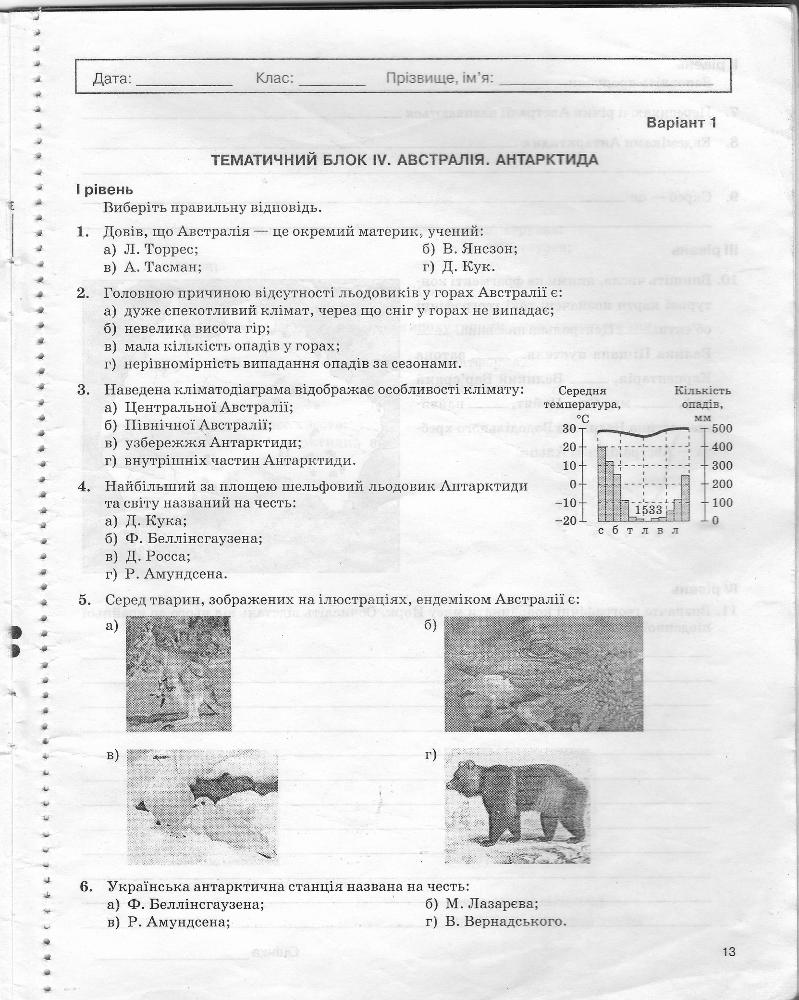 Дата: Клас: Прізвище, ім'я:
Варіант 1
ТЕМАТИЧНИЙ БЛОК IV. АВСТРАЛІЯ. АНТАРКТИДА
І рівень
Виберіть правильну відповідь.
1. Довів, що Австралія — це окремий материк, учений:
а) Л. Торрес; б) В. Янсзон;
в) А. Тасман; г) Д. Кук.
2. Головною причиною відсутності льодовиків у горах Австралії є:
а) дуже спекотливий клімат, через що сніг у горах не випадає;
б) невелика висота гір;
в) мала кількість опадів у горах;
г) нерівномірність випадання опадів за сезонами.
3. Наведена кліматодіаграма відображає особливості клімату:
а) Центральної Австралії;
б) Північної Австралії;
в) узбережжя Антарктиди;
г) внутрішніх частин Антарктиди.
Середня Кількість
температура, опадів,
°С мм
30 500
20 400
10 300
0 200
−10 1533 100
−20 0
с б т л в л
4. Найбільший за площею шельфовий льодовик Антарктиди
та світу названий на честь:
а) Д. Кука;
б) Ф. Беллінсгаузена;
в) Д. Росса;
г) Р. Амундсена.
5. Серед тварин, зображених на ілюстраціях, ендеміком Австралії є:
а) б)
в) г)
6. Українська антарктична станція названа на честь:
а) Ф. Беллінсгаузена; б) М. Лазарєва;
в) Р. Амундсена; г) В. Вернадського.
13